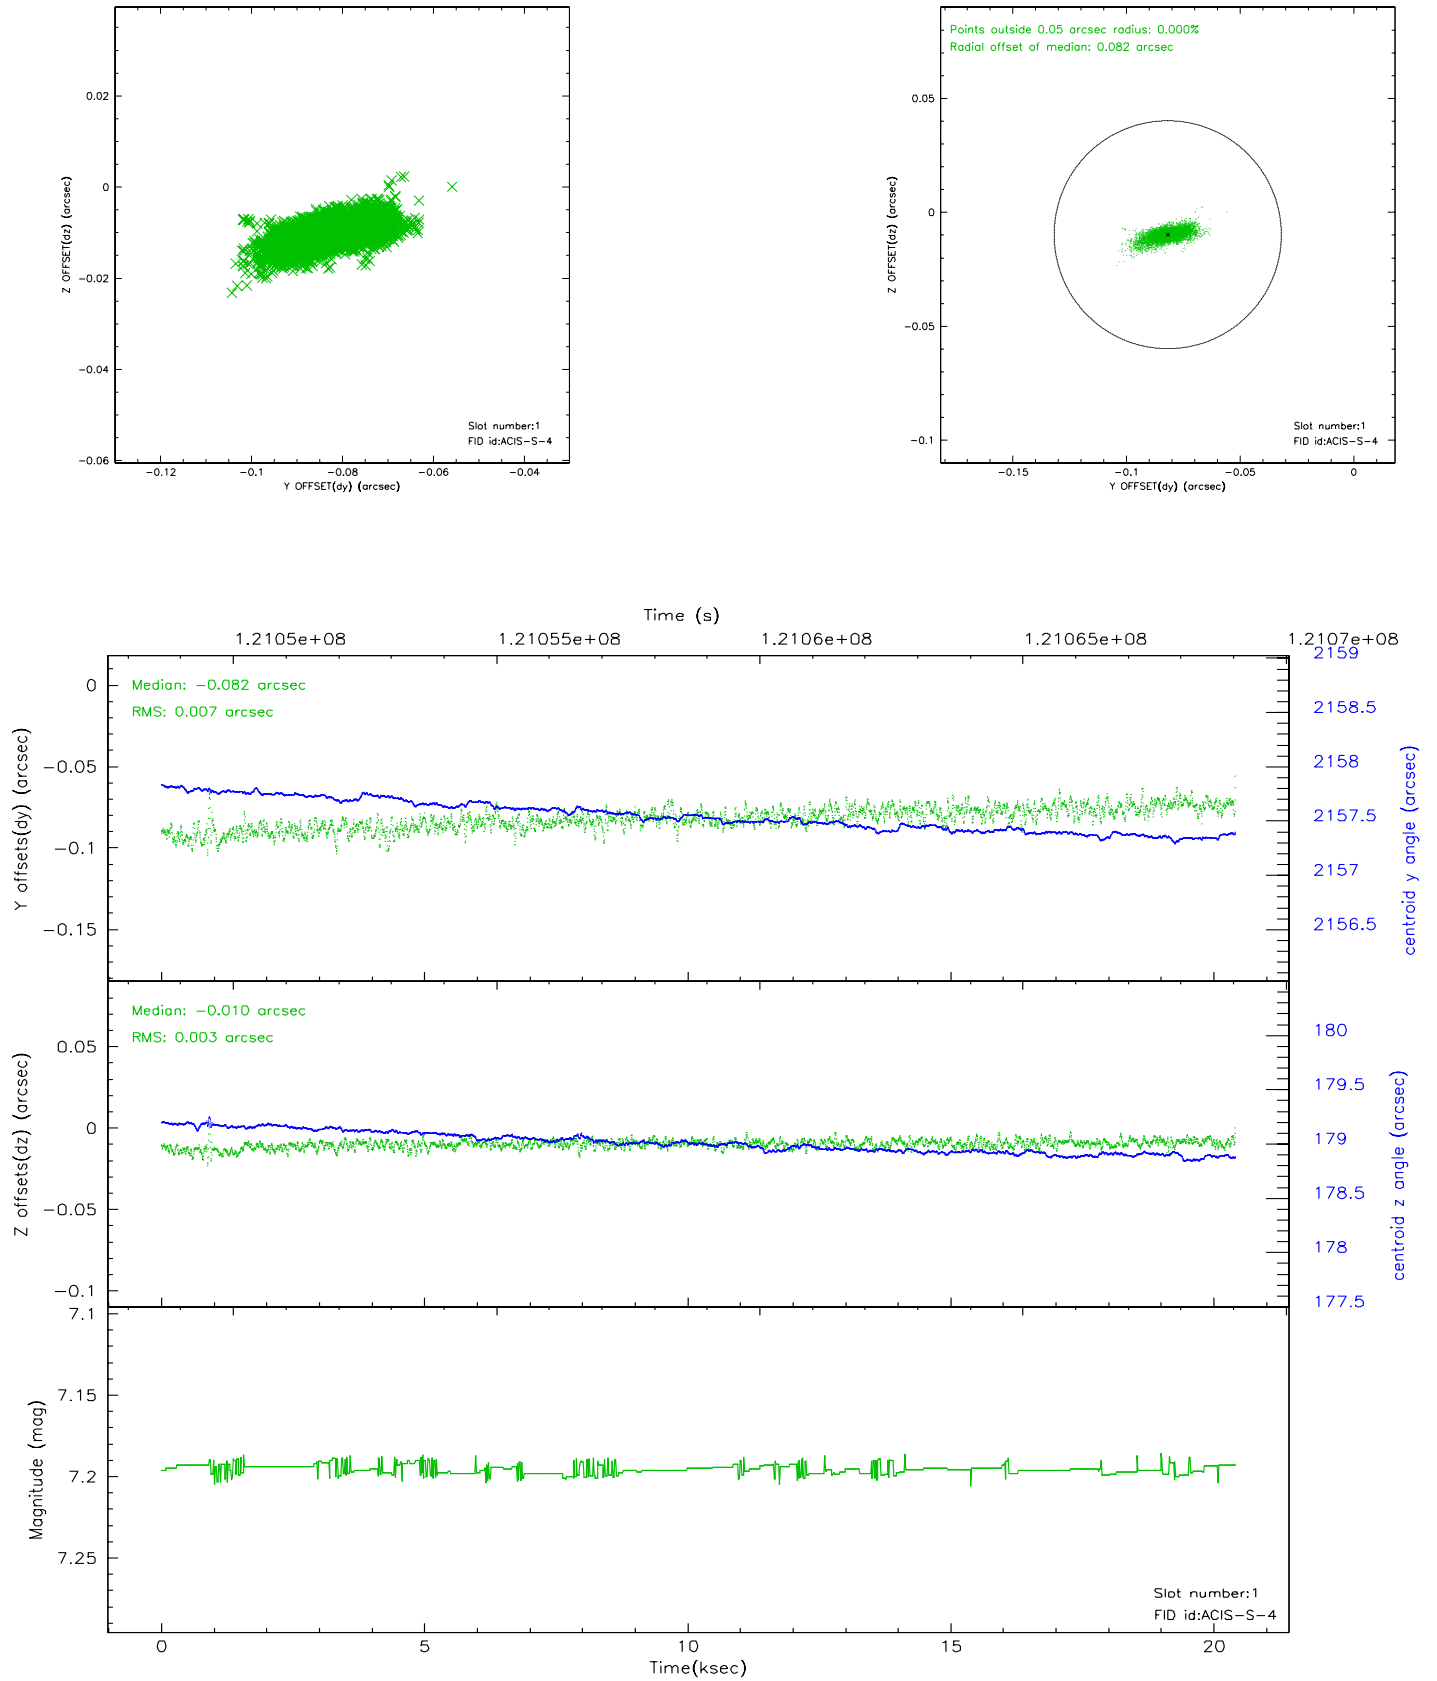 0.02
0
-0.02
-0.04
-0.06
Z OFFSET(dz) (arcsec)
Slot number:1
FID id:ACIS-S-4
-0.12
-0.1
-0.08
-0.06
-0.04
Y OFFSET(dy) (arcsec)
Points outside 0.05 arcsec radius: 0.000%
Radial offset of median: 0.082 arcsec
0.05
0
-0.05
-0.1
Z OFFSET(dz) (arcsec)
Slot number:1
FID id:ACIS-S-4
-0.15
-0.1
-0.05
0
Y OFFSET(dy) (arcsec)
Time (s)
1.2105e+08
1.21055e+08
1.2106e+08
1.21065e+08
1.2107e+08
Median: -0.082 arcsec
RMS: 0.007 arcsec
0
-0.05
-0.1
-0.15
Y offsets(dy) (arcsec)
2159
2158.5
2158
2157.5
2157
2156.5
centroid y angle (arcsec)
Median: -0.010 arcsec
RMS: 0.003 arcsec
0.05
0
-0.05
-0.1
Z offsets(dz) (arcsec)
180
179.5
179
178.5
178
177.5
centroid z angle (arcsec)
7.1
7.15
7.2
7.25
Magnitude (mag)
Slot number:1
FID id:ACIS-S-4
0
5
10
15
20
Time(ksec)